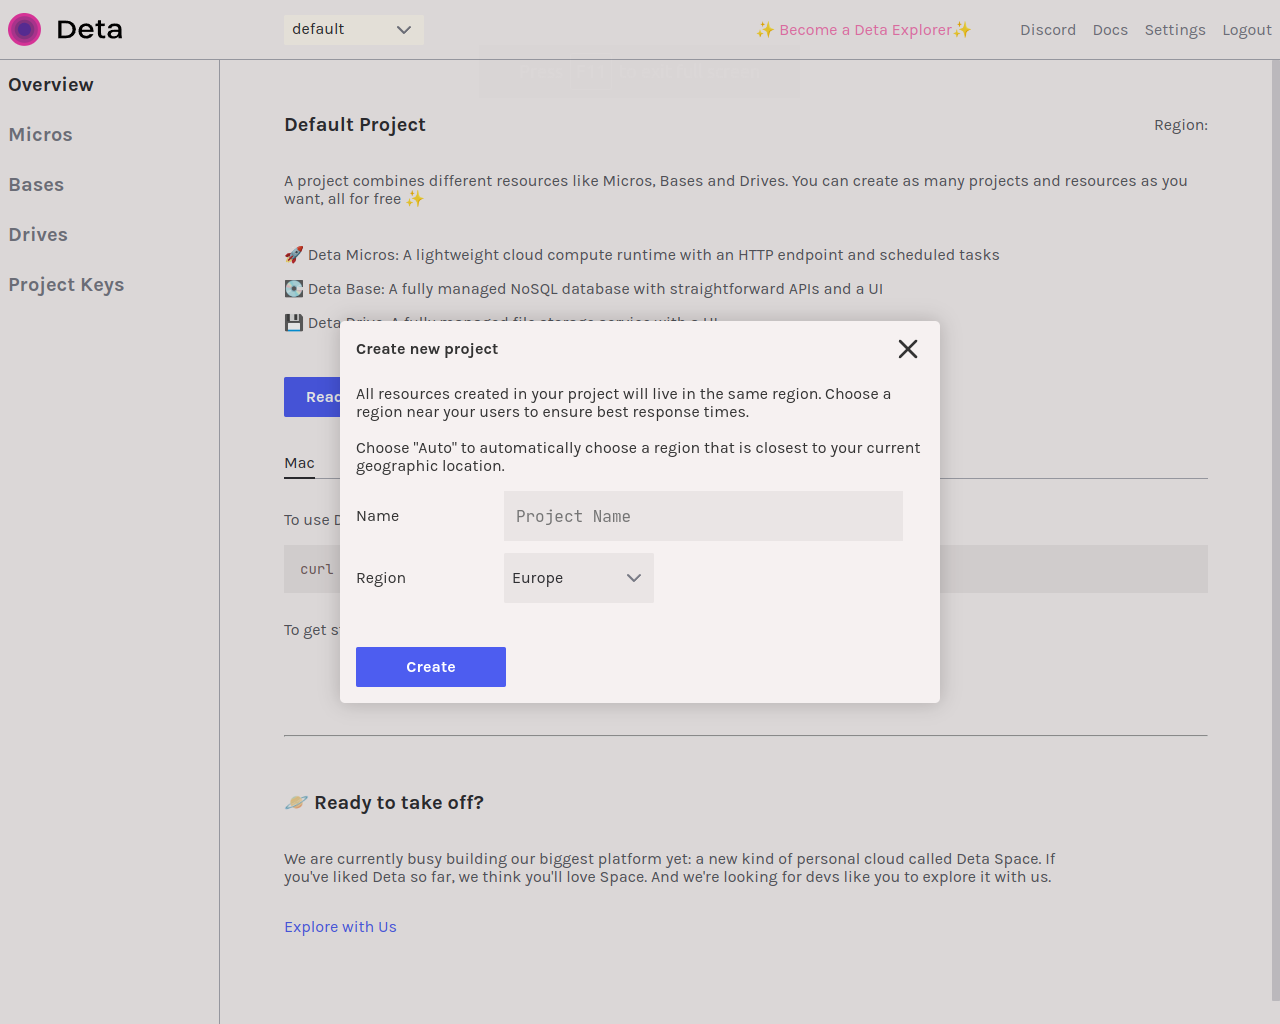 Deta
default
✨ Become a Deta Explorer✨
Discord
Docs
Settings
Logout
Overview
Micros
Bases
Drives
Project Keys
Default Project
Region:
A project combines different resources like Micros, Bases and Drives. You can create as many projects and resources as you
want, all for free ✨
🚀 Deta Micros: A lightweight cloud compute runtime with an HTTP endpoint and scheduled tasks
💽 Deta Base: A fully managed NoSQL database with straightforward APIs and a UI
💾 Deta Drive: A fully managed file storage service with a UI
Create new project
All resources created in your project will live in the same region. Choose a
region near your users to ensure best response times.
Choose "Auto" to automatically choose a region that is closest to your current
geographic location.
Name
Project Name
Region
Europe
Create
Mac
To use
curl
To get
🪐 Ready to take off?
We are currently busy building our biggest platform yet: a new kind of personal cloud called Deta Space. If
you've liked Deta so far, we think you'll love Space. And we're looking for devs like you to explore it with us.
Explore with Us